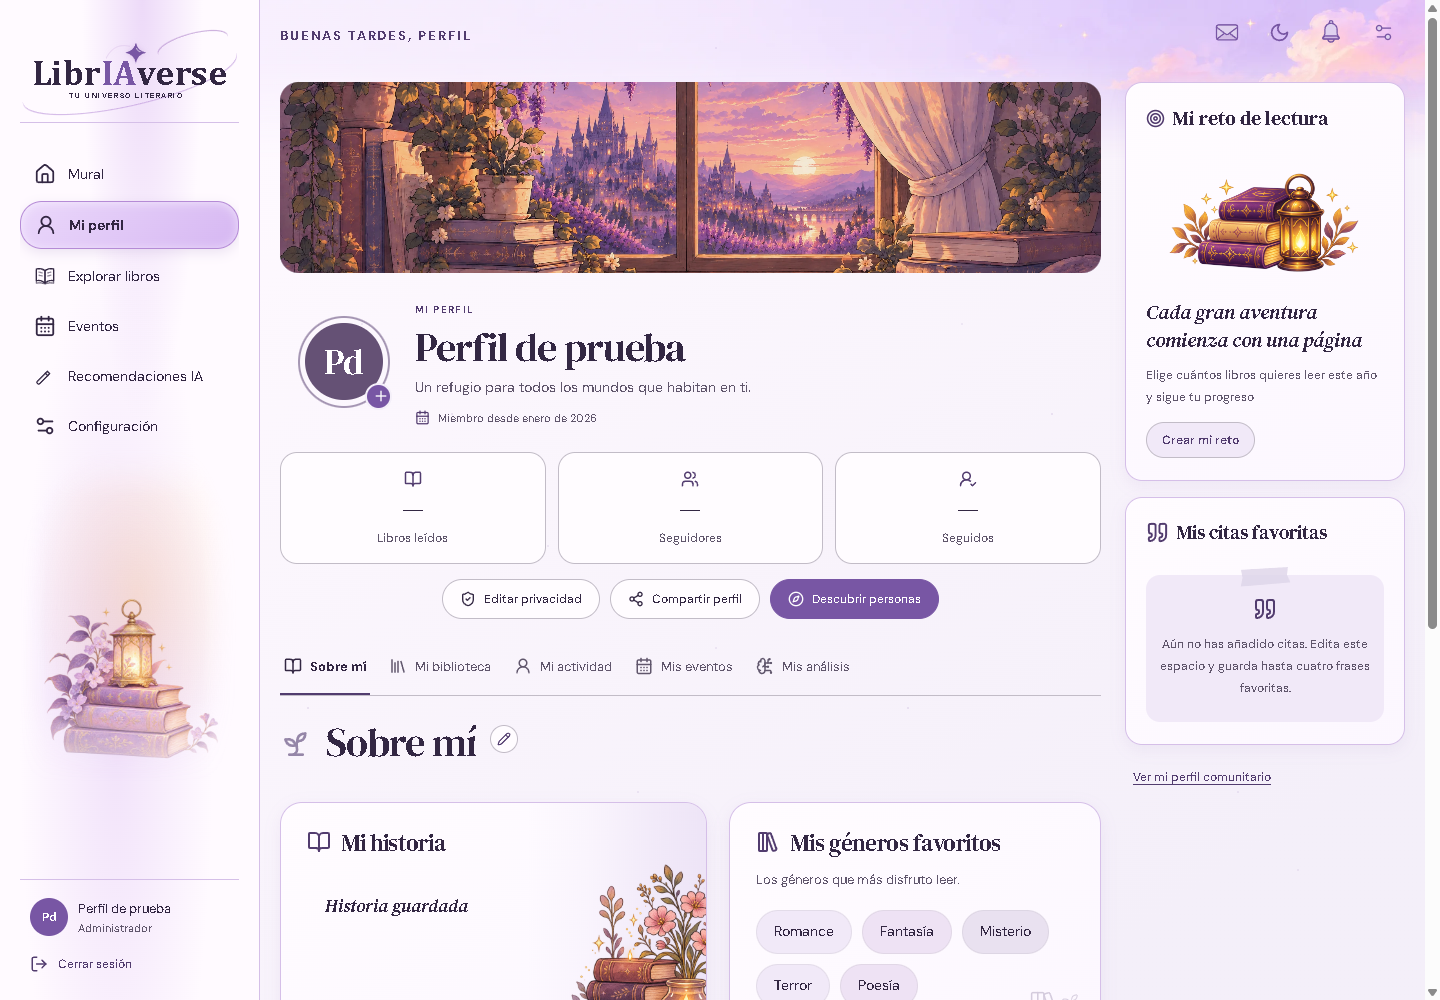 LibrIAverse
TU UNIVERSO LITERARIO
Mural
Mi perfil
Explorar libros
Eventos
Recomendaciones IA
Configuración
Pd
Perfil de prueba
Administrador
Cerrar sesión
BUENAS TARDES, PERFIL
MI PERFIL
Pd
Perfil de prueba
Un refugio para todos los mundos que habitan en ti.
Miembro desde enero de 2026
—
Libros leídos
—
Seguidores
—
Seguidos
Editar privacidad
Compartir perfil
Descubrir personas
Sobre mí
Mi biblioteca
Mi actividad
Mis eventos
Mis análisis
Sobre mí
Mi historia
Historia guardada
Mis géneros favoritos
Los géneros que más disfruto leer.
Romance
Fantasía
Misterio
Terror
Poesía
Mi reto de lectura
Cada gran aventura
comienza con una página
Elige cuántos libros quieres leer este año
y sigue tu progreso
Crear mi reto
Mis citas favoritas
Aún no has añadido citas. Edita este
espacio y guarda hasta cuatro frases
favoritas.
Ver mi perfil comunitario